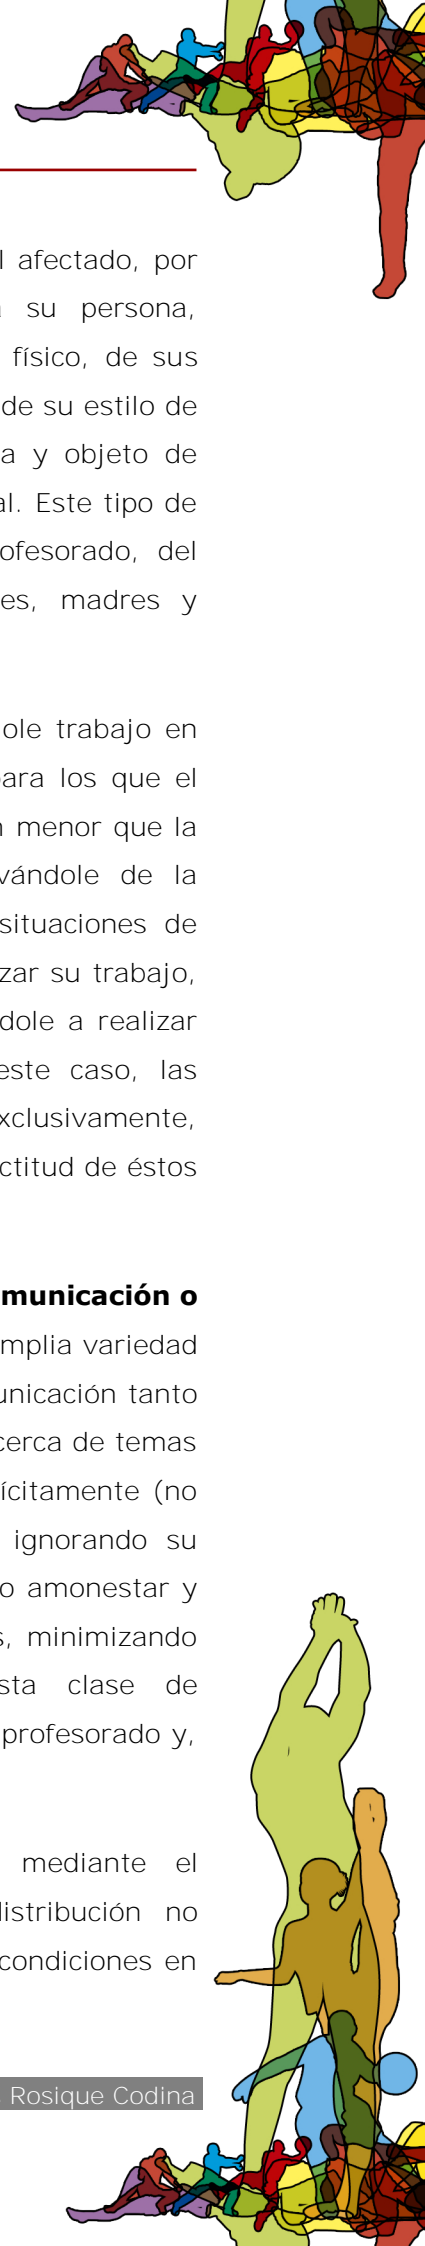 l afectado, por
su persona,
físico, de sus
de su estilo de
a y objeto de
al. Este tipo de
ofesorado, del
es, madres y
ole trabajo en
para los que el
n menor que la
vándole de la
situaciones de
zar su trabajo,
dole a realizar
este caso, las
xclusivamente,
ctitud de éstos
municación o
mplia variedad
unicación tanto
cerca de temas
ícitamente (no
ignorando su
o amonestar y
s, minimizando
sta clase de
profesorado y,
mediante el
distribución no
condiciones en
Rosique Codina